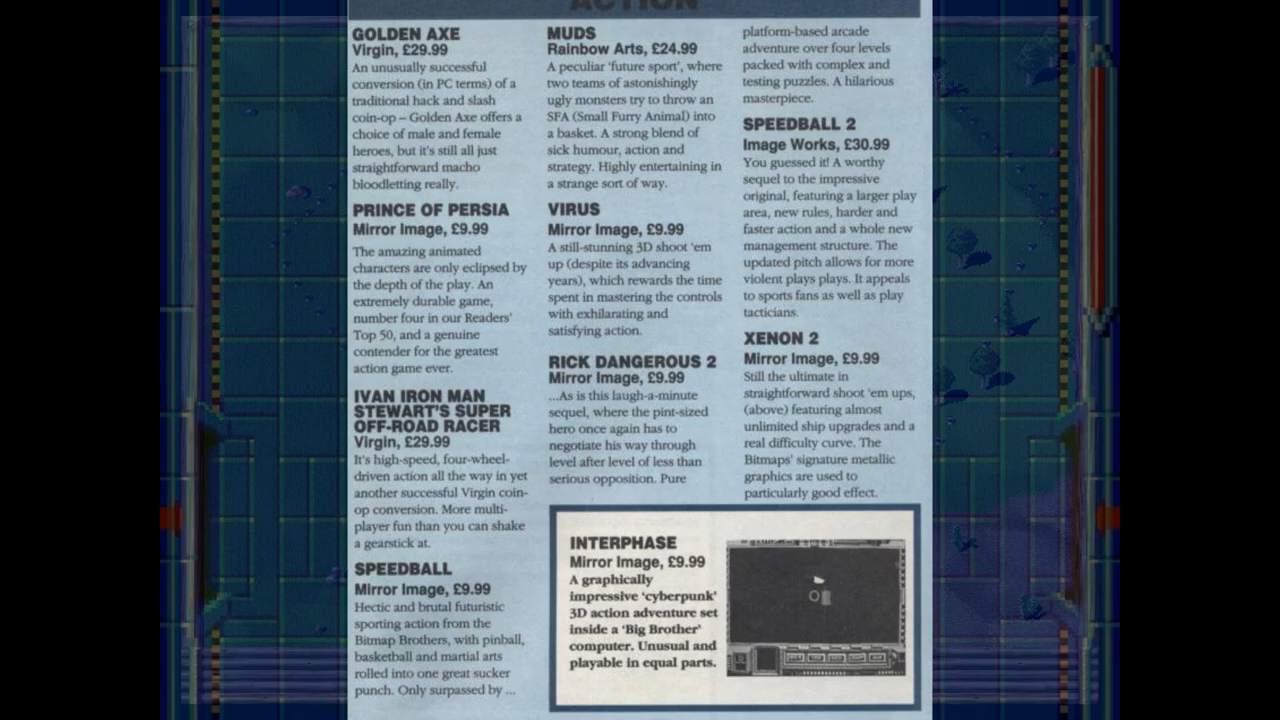 ACTION
GOLDEN AXE
Virgin, £29.99
An unusually successful
conversion (in PC terms) of a
traditional hack and slash
coin-op – Golden Axe offers a
choice of male and female
heroes, but it's still all just
straightforward macho
bloodletting really.
PRINCE OF PERSIA
Mirror Image, £9.99
The amazing animated
characters are only eclipsed by
the depth of the play. An
extremely durable game,
number four in our Readers'
Top 50, and a genuine
contender for the greatest
action game ever.
IVAN IRON MAN
STEWART'S SUPER
OFF-ROAD RACER
Virgin, £29.99
It's high-speed, four-wheel-
driven action all the way in yet
another successful Virgin coin-
op conversion. More multi-
player fun than you can shake
a gearstick at.
SPEEDBALL
Mirror Image, £9.99
Hectic and brutal futuristic
sporting action from the
Bitmap Brothers, with pinball,
basketball and martial arts
rolled into one great sucker
punch. Only surpassed by ...
MUDS
Rainbow Arts, £24.99
A peculiar 'future sport', where
two teams of astonishingly
ugly monsters try to throw an
SFA (Small Furry Animal) into
a basket. A strong blend of
sick humour, action and
strategy. Highly entertaining in
a strange sort of way.
VIRUS
Mirror Image, £9.99
A still-stunning 3D shoot 'em
up (despite its advancing
years), which rewards the time
spent in mastering the controls
with exhilarating and
satisfying action.
RICK DANGEROUS 2
Mirror Image, £9.99
...As is this laugh-a-minute
sequel, where the pint-sized
hero once again has to
negotiate his way through
level after level of less than
serious opposition. Pure
platform-based arcade
adventure over four levels
packed with complex and
testing puzzles. A hilarious
masterpiece.
SPEEDBALL 2
Image Works, £30.99
You guessed it! A worthy
sequel to the impressive
original, featuring a larger play
area, new rules, harder and
faster action and a whole new
management structure. The
updated pitch allows for more
violent plays plays. It appeals
to sports fans as well as play
tacticians.
XENON 2
Mirror Image, £9.99
Still the ultimate in
straightforward shoot 'em ups,
(above) featuring almost
unlimited ship upgrades and a
real difficulty curve. The
Bitmaps' signature metallic
graphics are used to
particularly good effect.
INTERPHASE
Mirror Image, £9.99
A graphically
impressive 'cyberpunk'
3D action adventure set
inside a 'Big Brother'
computer. Unusual and
playable in equal parts.